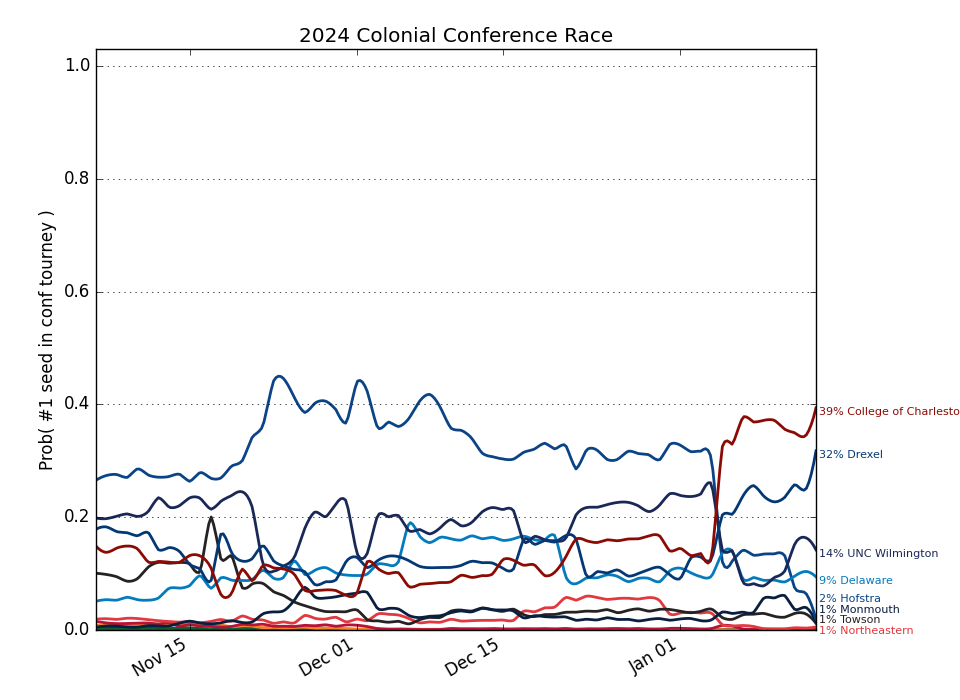 2024 Colonial Conference Race
Prob( #1 seed in conf tourney )
1.0
0.8
0.6
0.4
0.2
0.0
Nov 15
Dec 01
Dec 15
Jan 01
39% College of Charlesto
32% Drexel
14% UNC Wilmington
9% Delaware
2% Hofstra
1% Monmouth
1% Towson
1% Northeastern